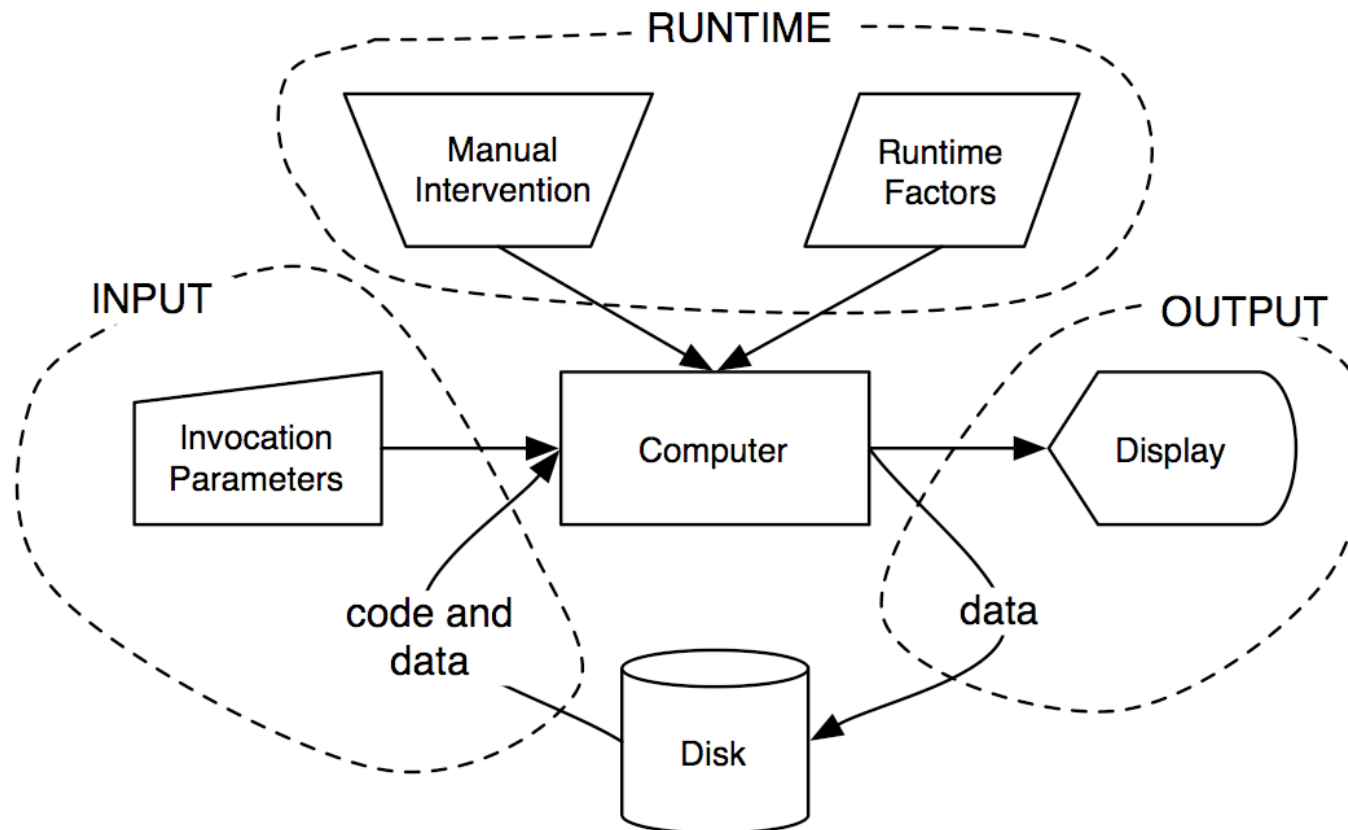 RUNTIME
Manual
Intervention
Runtime
Factors
INPUT
OUTPUT
Invocation
Parameters
Computer
Display
code and
data
data
Disk